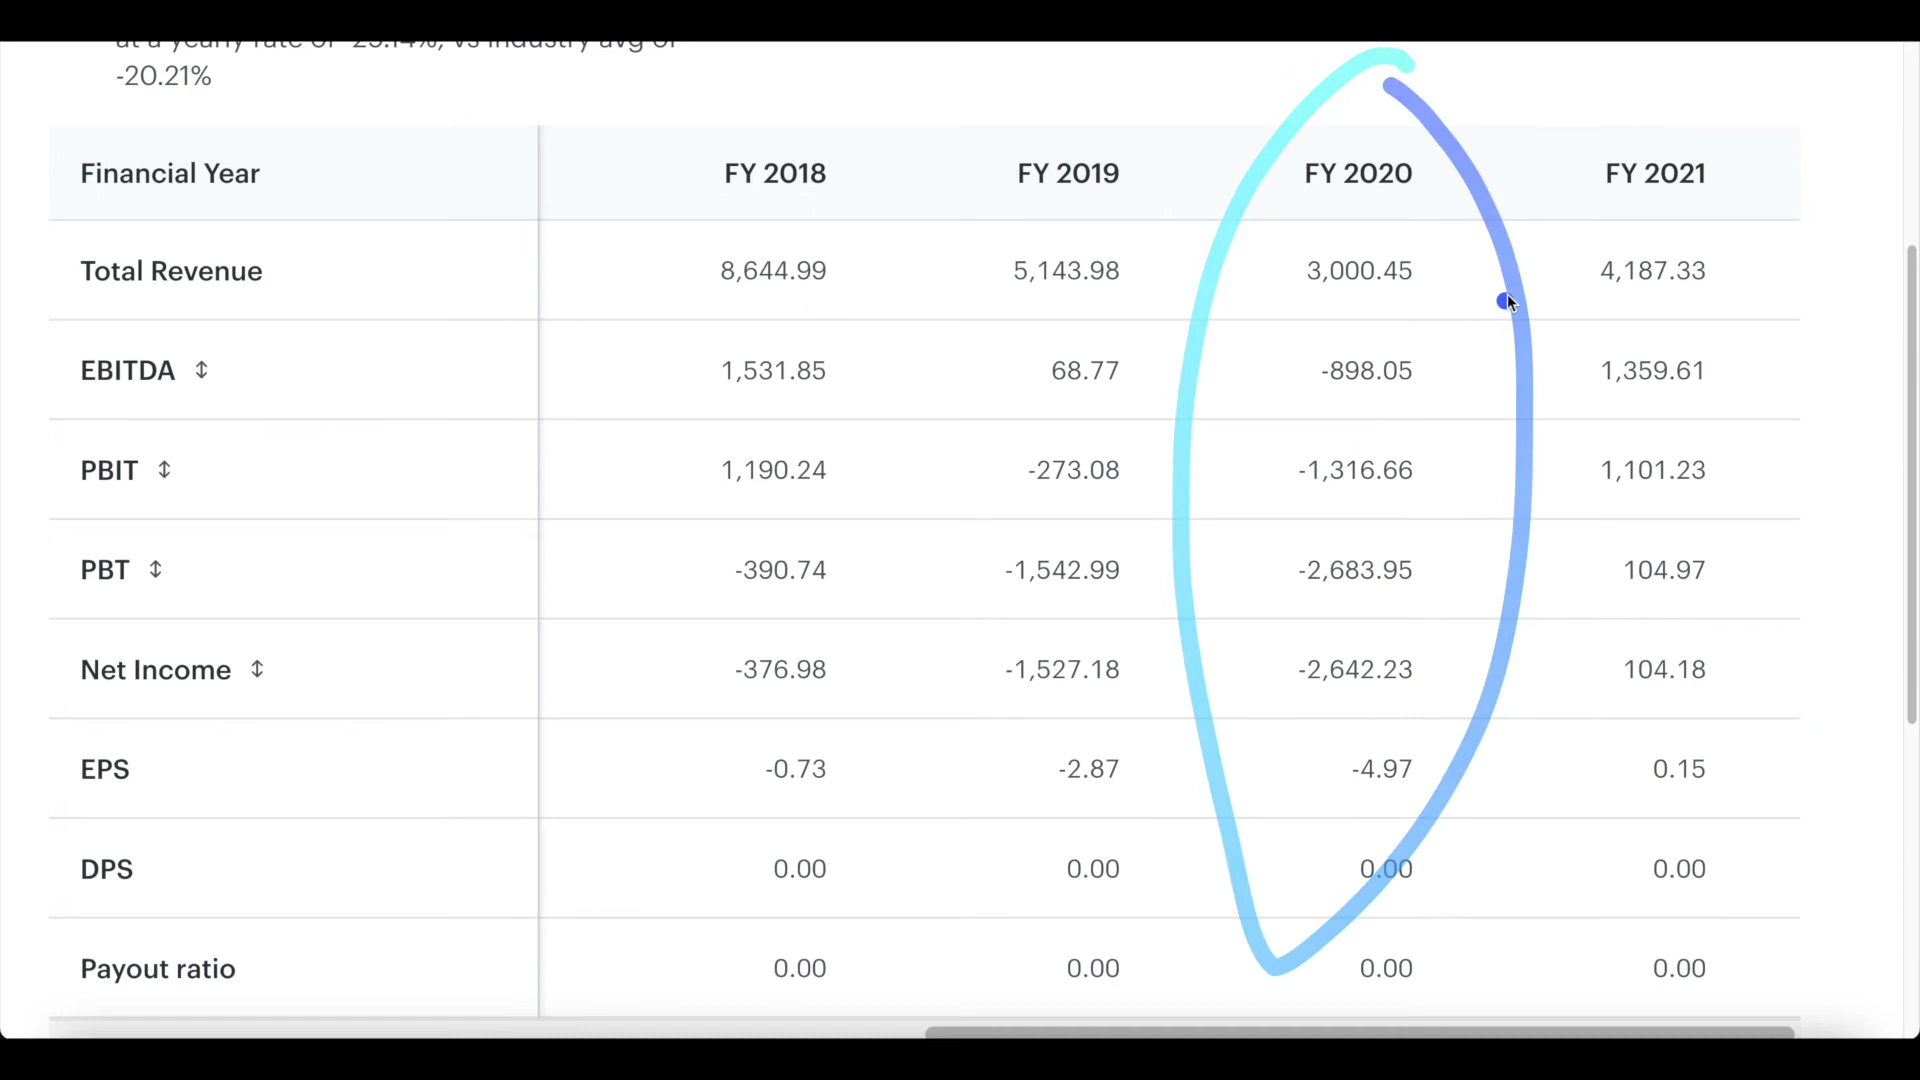 -20.21%
Financial Year FY 2018 FY 2019 FY 2020 FY 2021
Total Revenue 8,644.99 5,143.98 3,000.45 4,187.33
EBITDA 1,531.85 68.77 -898.05 1,359.61
PBIT 1,190.24 -273.08 -1,316.66 1,101.23
PBT -390.74 -1,542.99 -2,683.95 104.97
Net Income -376.98 -1,527.18 -2,642.23 104.18
EPS -0.73 -2.87 -4.97 0.15
DPS 0.00 0.00 0.00 0.00
Payout ratio 0.00 0.00 0.00 0.00